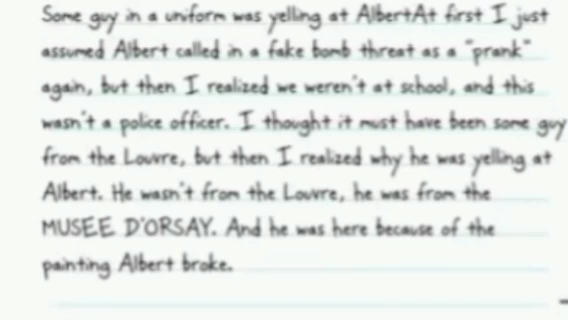 Some guy in a uniform was yelling at AlbertAt first I just
assumed Albert called in a fake bomb threat as a "prank"
again, but then I realized we weren't at school, and this
wasn't a police officer. I thought it must have been some guy
from the Louvre, but then I realized why he was yelling at
Albert. He wasn't from the Louvre, he was from the
MUSEE D'ORSAY. And he was here because of the
painting Albert broke.